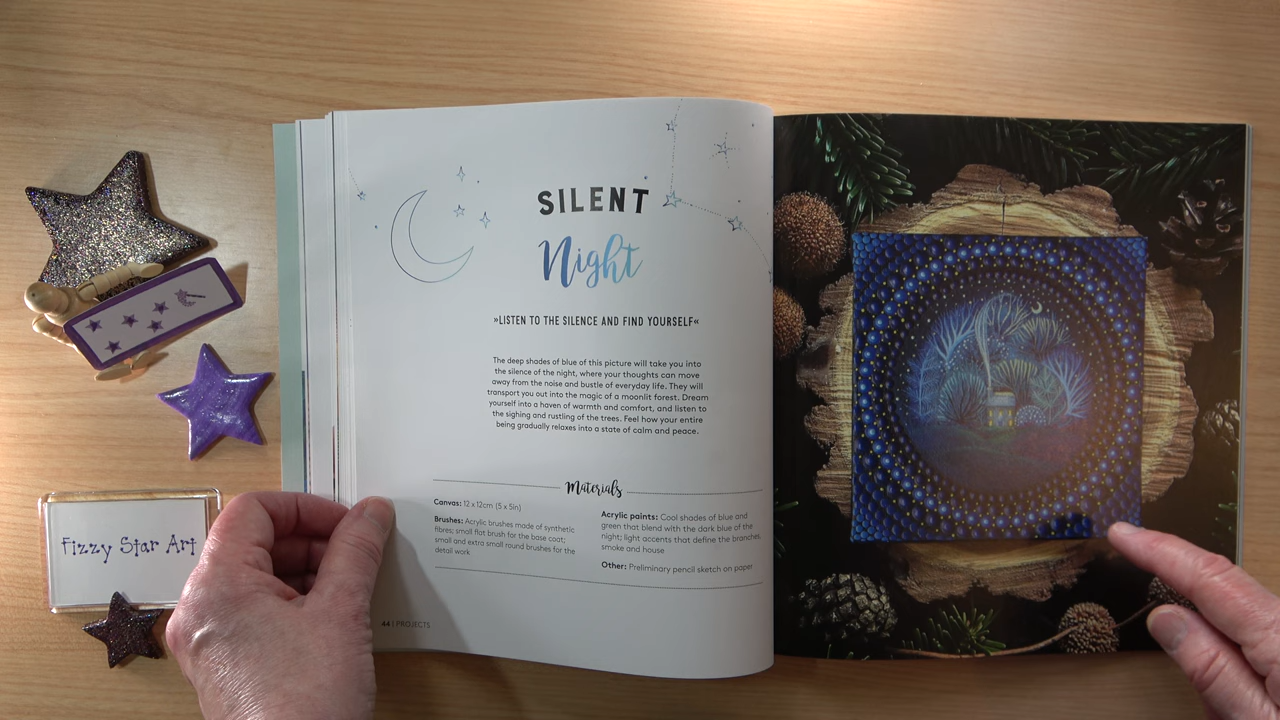 SILENT
Night
»LISTEN TO THE SILENCE AND FIND YOURSELF«
The deep shades of blue of this picture will take you into
the silence of the night, where your thoughts can move
away from the noise and bustle of everyday life. They will
transport you out into the magic of a moonlit forest. Dream
yourself into a haven of warmth and comfort, and listen to
the sighing and rustling of the trees. Feel how your entire
being gradually relaxes into a state of calm and peace.
Materials
Canvas: 12 x 12cm (5 x 5in)
Brushes: Acrylic brushes made of synthetic
fibres: small flat brush for the base coat;
small and extra small round brushes for the
detail work
Acrylic paints: Cool shades of blue and
green that blend with the dark blue of the
night; light accents that define the branches,
smoke and house
Other: Preliminary pencil sketch on paper
44 | PROJECTS
Fizzy Star Art